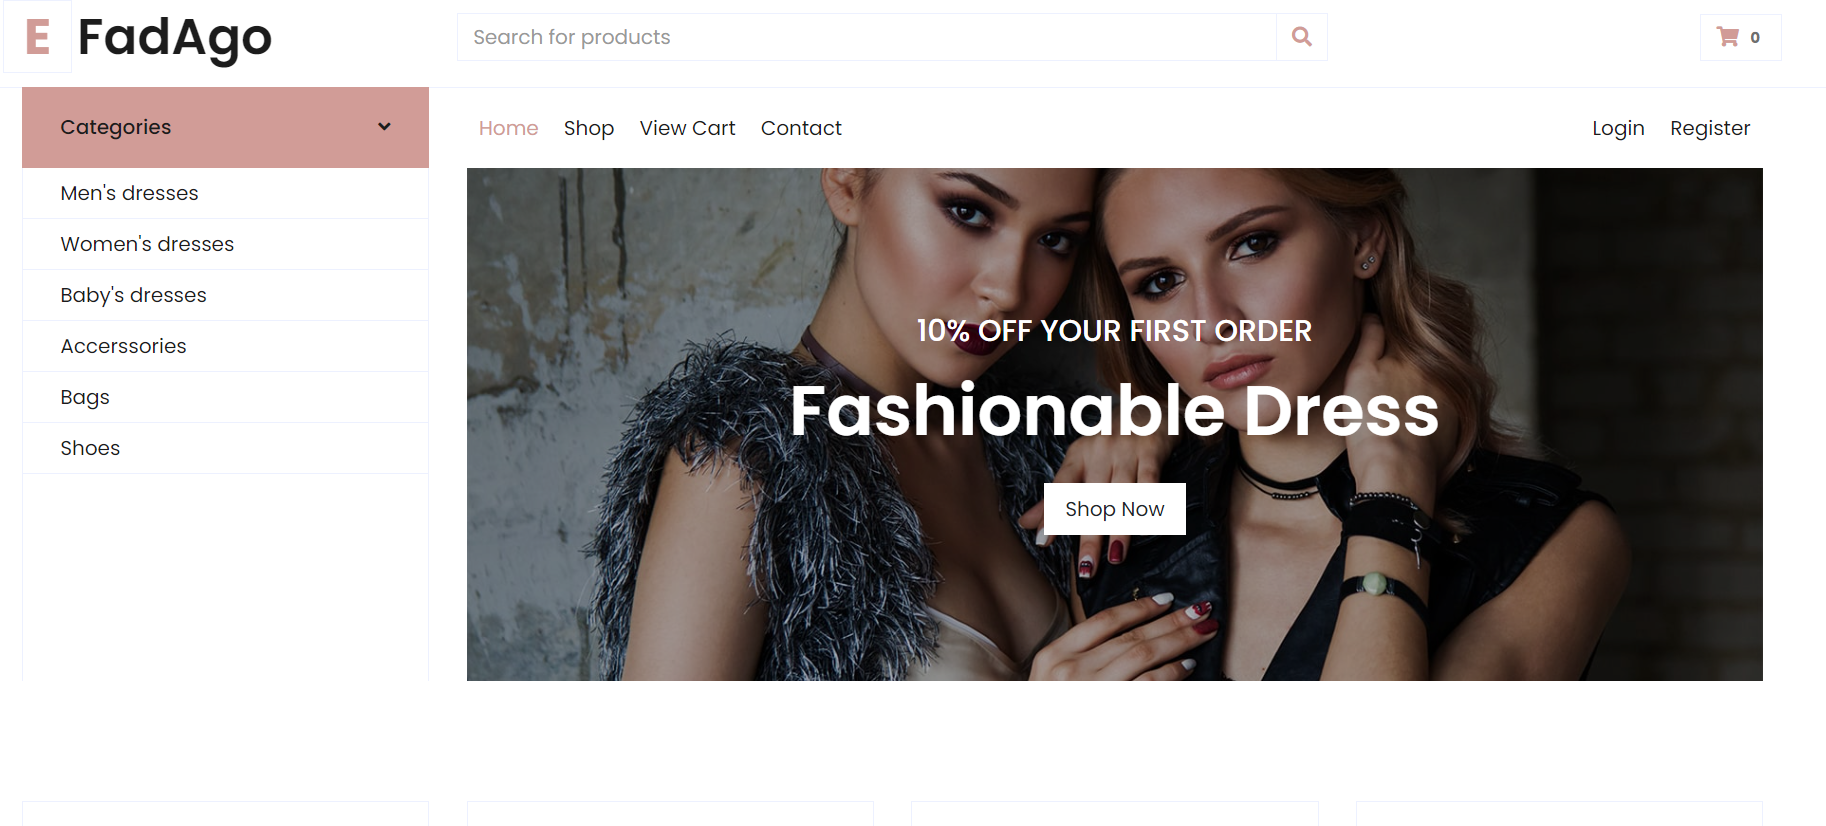 E FadAgo
Search for products
0
Categories
Home Shop View Cart Contact Login Register
Men's dresses
Women's dresses
Baby's dresses
Accerssories
Bags
Shoes
10% OFF YOUR FIRST ORDER
Fashionable Dress
Shop Now